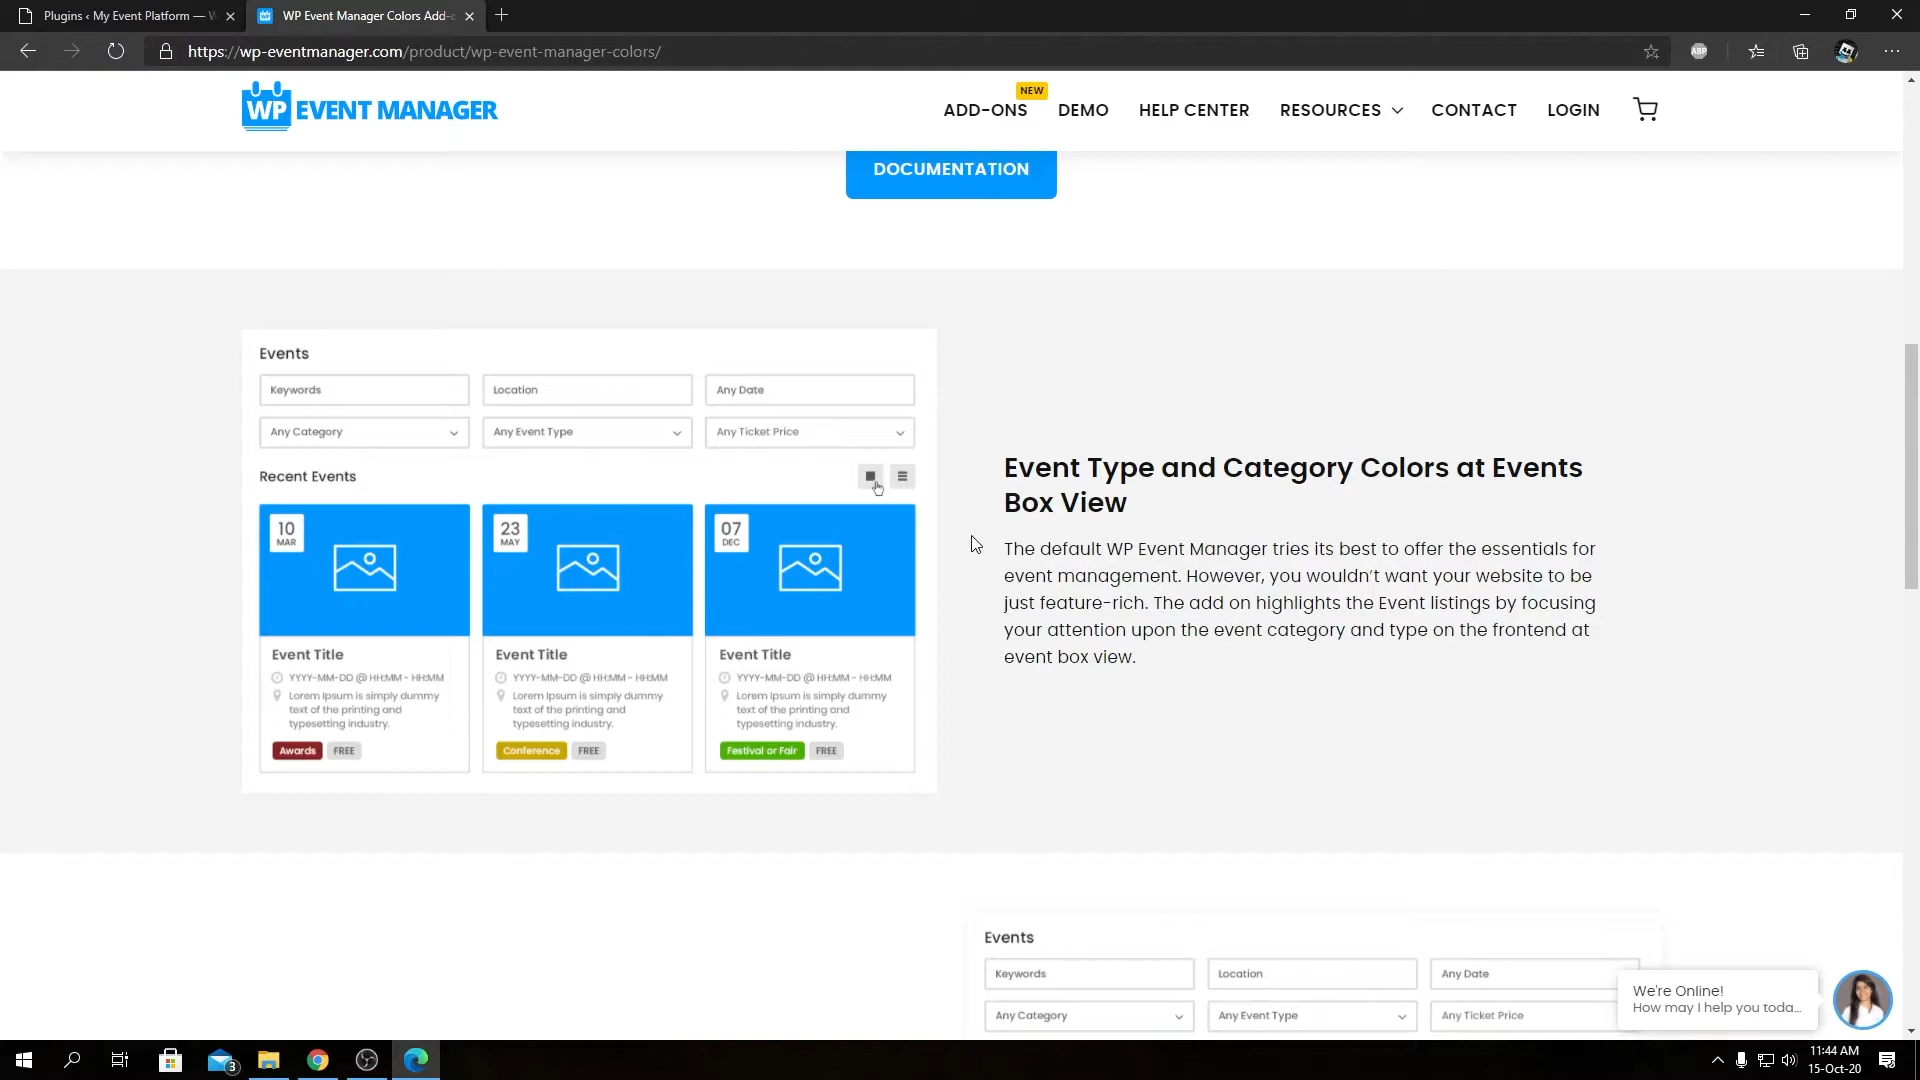 Plugins ‹ My Event Platform — W
WP Event Manager Colors Add-o
https://wp-eventmanager.com/product/wp-event-manager-colors/
ABP
WP EVENT MANAGER
NEW
ADD-ONS
DEMO
HELP CENTER
RESOURCES
CONTACT
LOGIN
DOCUMENTATION
Events
Keywords
Location
Any Date
Any Category
Any Event Type
Any Ticket Price
Recent Events
10
MAR
23
MAY
07
DEC
Event Title
YYYY-MM-DD @ HH:MM - HH:MM
Lorem Ipsum is simply dummy
text of the printing and
typesetting industry.
Awards
FREE
Event Title
YYYY-MM-DD @ HH:MM - HH:MM
Lorem Ipsum is simply dummy
text of the printing and
typesetting industry.
Conference
FREE
Event Title
YYYY-MM-DD @ HH:MM - HH:MM
Lorem Ipsum is simply dummy
text of the printing and
typesetting industry.
Festival or Fair
FREE
Event Type and Category Colors at Events
Box View
The default WP Event Manager tries its best to offer the essentials for
event management. However, you wouldn’t want your website to be
just feature-rich. The add on highlights the Event listings by focusing
your attention upon the event category and type on the frontend at
event box view.
Events
Keywords
Location
Any Date
Any Category
Any Event Type
Any Ticket Price
We're Online!
How may I help you toda...
3
11:44 AM
15-Oct-20